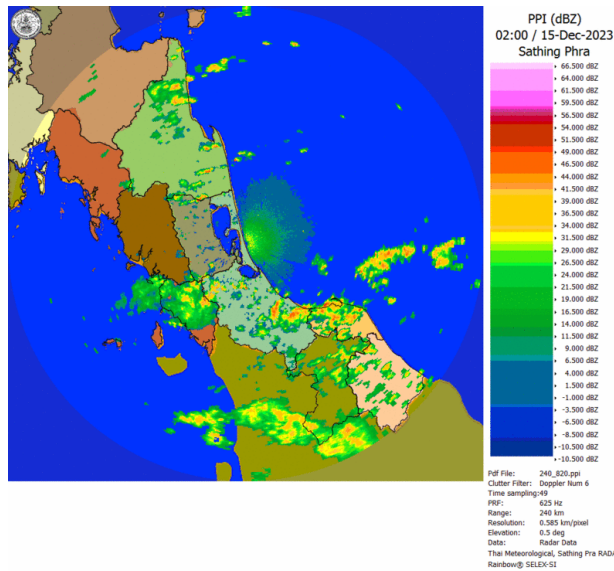 PPI (dBZ)
02:00 / 15-Dec-2023
Sathing Phra
66.500 dBZ
64.000 dBZ
61.500 dBZ
59.500 dBZ
56.500 dBZ
54.000 dBZ
51.500 dBZ
49.000 dBZ
46.500 dBZ
44.000 dBZ
41.500 dBZ
39.000 dBZ
36.500 dBZ
34.000 dBZ
31.500 dBZ
29.000 dBZ
26.500 dBZ
24.000 dBZ
21.500 dBZ
19.000 dBZ
16.500 dBZ
14.000 dBZ
11.500 dBZ
9.000 dBZ
6.500 dBZ
4.000 dBZ
1.500 dBZ
-1.000 dBZ
-3.500 dBZ
-6.500 dBZ
-8.500 dBZ
-10.500 dBZ
-10.500 dBZ
Pdf File: 240_820.ppi
Clutter Filter: Doppler Num 6
Time sampling:49
PRF: 625 Hz
Range: 240 km
Resolution: 0.585 km/pixel
Elevation: 0.5 deg
Data: Radar Data
Thai Meteorological, Sathing Pra RADA
Rainbow® SELEX-SI